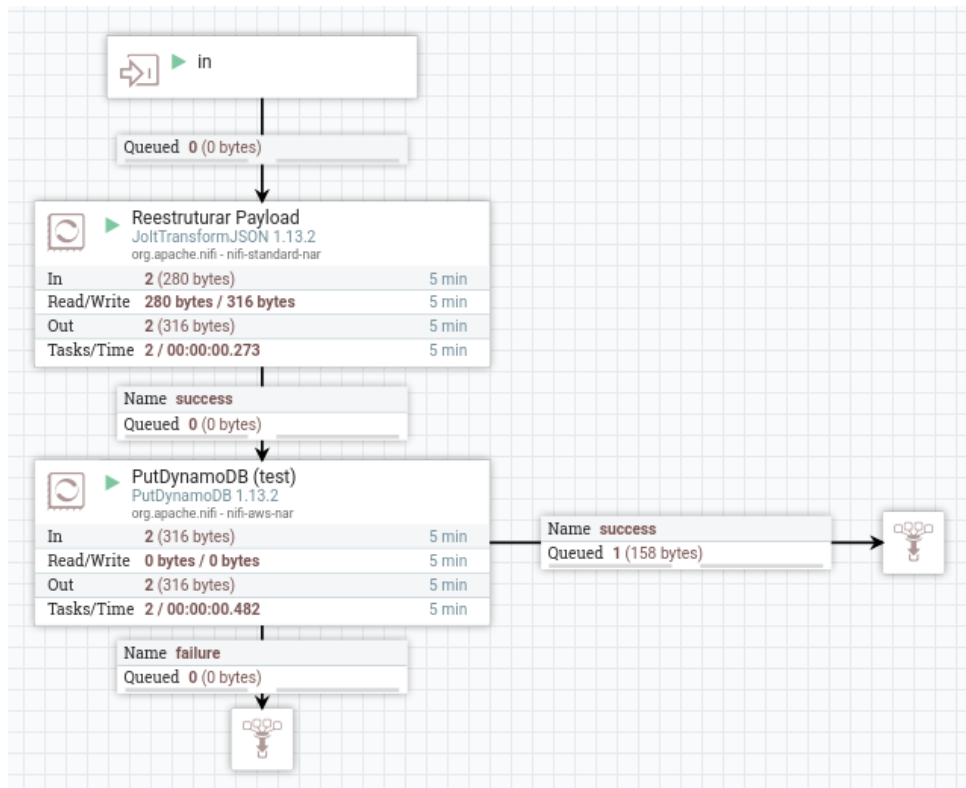 in
Queued 0 (0 bytes)
Reestruturar Payload
JoltTransformJSON 1.13.2
org.apache.nifi - nifi-standard-nar
In 2 (280 bytes) 5 min
Read/Write 280 bytes / 316 bytes 5 min
Out 2 (316 bytes) 5 min
Tasks/Time 2 / 00:00:00.273 5 min
Name success
Queued 0 (0 bytes)
PutDynamoDB (test)
PutDynamoDB 1.13.2
org.apache.nifi - nifi-aws-nar
In 2 (316 bytes) 5 min
Read/Write 0 bytes / 0 bytes 5 min
Out 2 (316 bytes) 5 min
Tasks/Time 2 / 00:00:00.482 5 min
Name success
Queued 1 (158 bytes)
Name failure
Queued 0 (0 bytes)